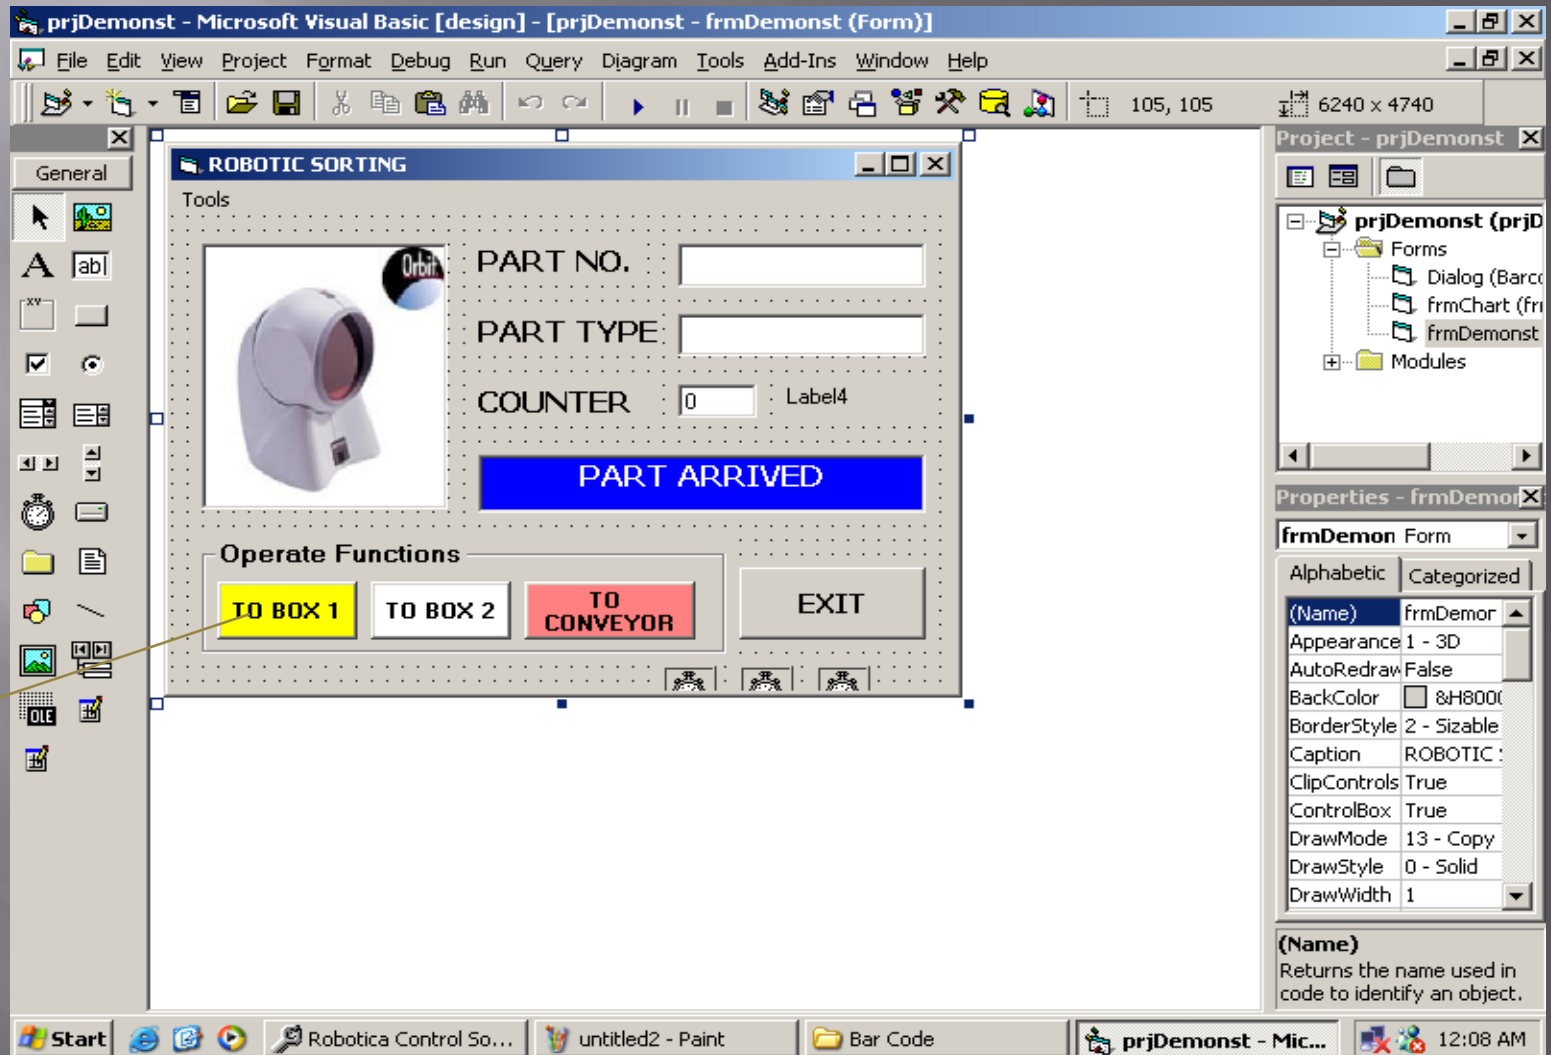 prjDemonst - Microsoft Visual Basic [design] - [prjDemonst - frmDemonst (Form)]
File Edit View Project Format Debug Run Query Diagram Tools Add-Ins Window Help
105, 105 6240 x 4740
General
ROBOTIC SORTING
Tools
Orbit
PART NO.
PART TYPE
COUNTER 0 Label4
PART ARRIVED
Operate Functions
TO BOX 1 TO BOX 2 TO CONVEYOR EXIT
A ab|
XY
OLE
Project - prjDemonst
prjDemonst (prjD
Forms
Dialog (Barco
frmChart (fr
frmDemonst
Modules
Properties - frmDemon
frmDemon Form
Alphabetic Categorized
(Name) frmDemor
Appearance 1 - 3D
AutoRedraw False
BackColor &H8000
BorderStyle 2 - Sizable
Caption ROBOTIC
ClipControls True
ControlBox True
DrawMode 13 - Copy
DrawStyle 0 - Solid
DrawWidth 1
(Name)
Returns the name used in
code to identify an object.
Start Robotica Control So... untitled2 - Paint Bar Code prjDemonst - Mic... 12:08 AM